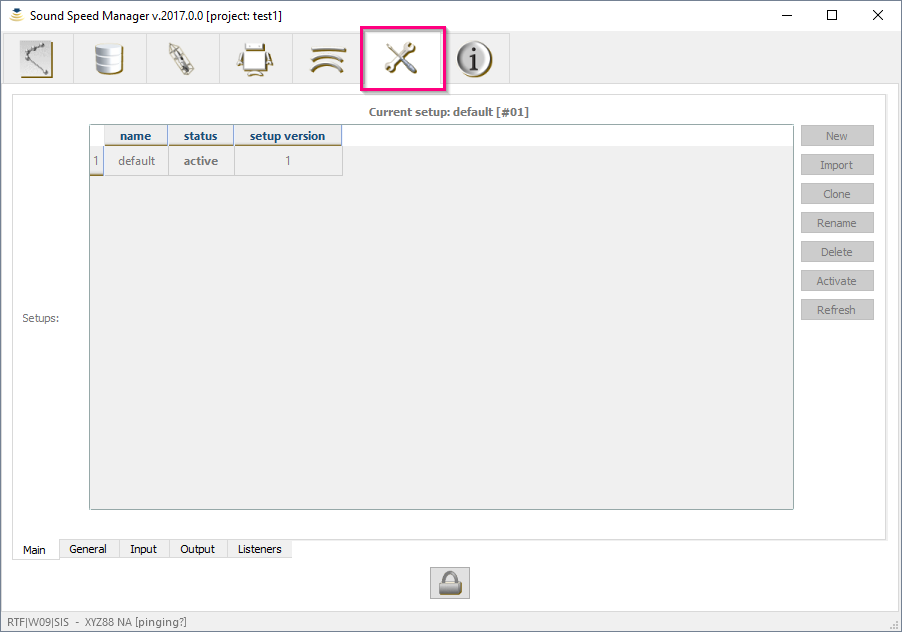 Sound Speed Manager v.2017.0.0 [project: test1]
i
Current setup: default [#01]
name status setup version
1 default active 1
New
Import
Clone
Rename
Delete
Activate
Refresh
Setups:
Main General Input Output Listeners
RTF|W09|SIS - XYZ88 NA [pinging?]